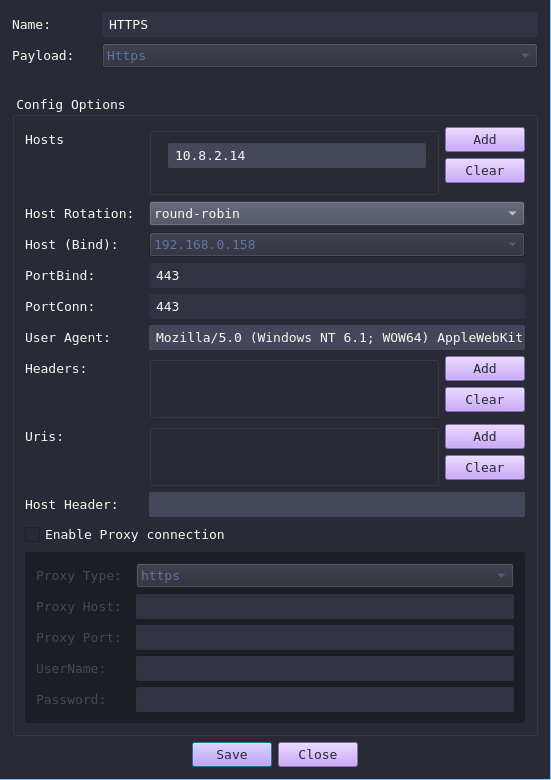 Name: HTTPS
Payload: Https
Config Options
Hosts Add
10.8.2.14
Clear
Host Rotation: round-robin
Host (Bind): 192.168.0.158
PortBind: 443
PortConn: 443
User Agent: Mozilla/5.0 (Windows NT 6.1; WOW64) AppleWebKit
Headers: Add
Clear
Uris: Add
Clear
Host Header:
Enable Proxy connection
Proxy Type: https
Proxy Host:
Proxy Port:
UserName:
Password:
Save Close